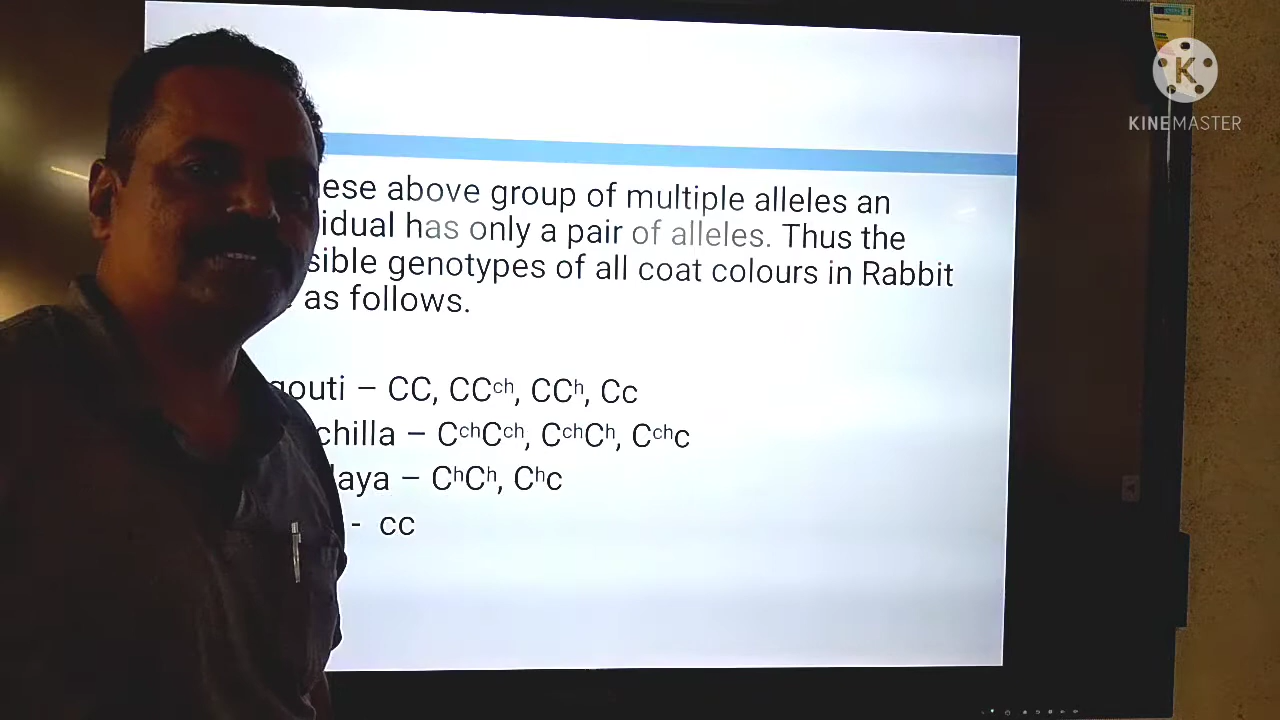 ese above group of multiple alleles an
idual has only a pair of alleles. Thus the
sible genotypes of all coat colours in Rabbit
as follows.
gouti – CC, CCᶜʰ, CCʰ, Cc
chilla – CᶜʰCᶜʰ, CᶜʰCʰ, Cᶜʰc
laya – CʰCʰ, Cʰc
- cc
K
KINEMASTER